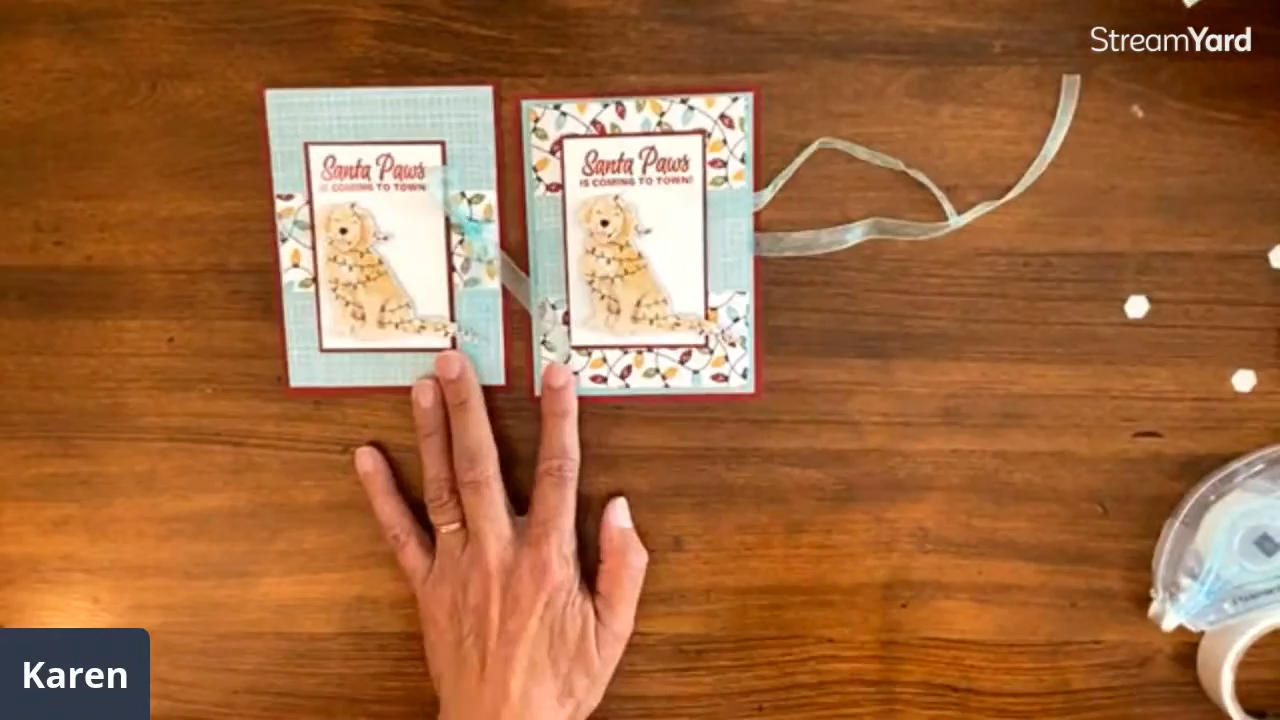 StreamYard
Santa Paws
IS COMING TO TOWN
Santa Paws
IS COMING TO TOWN!
Karen